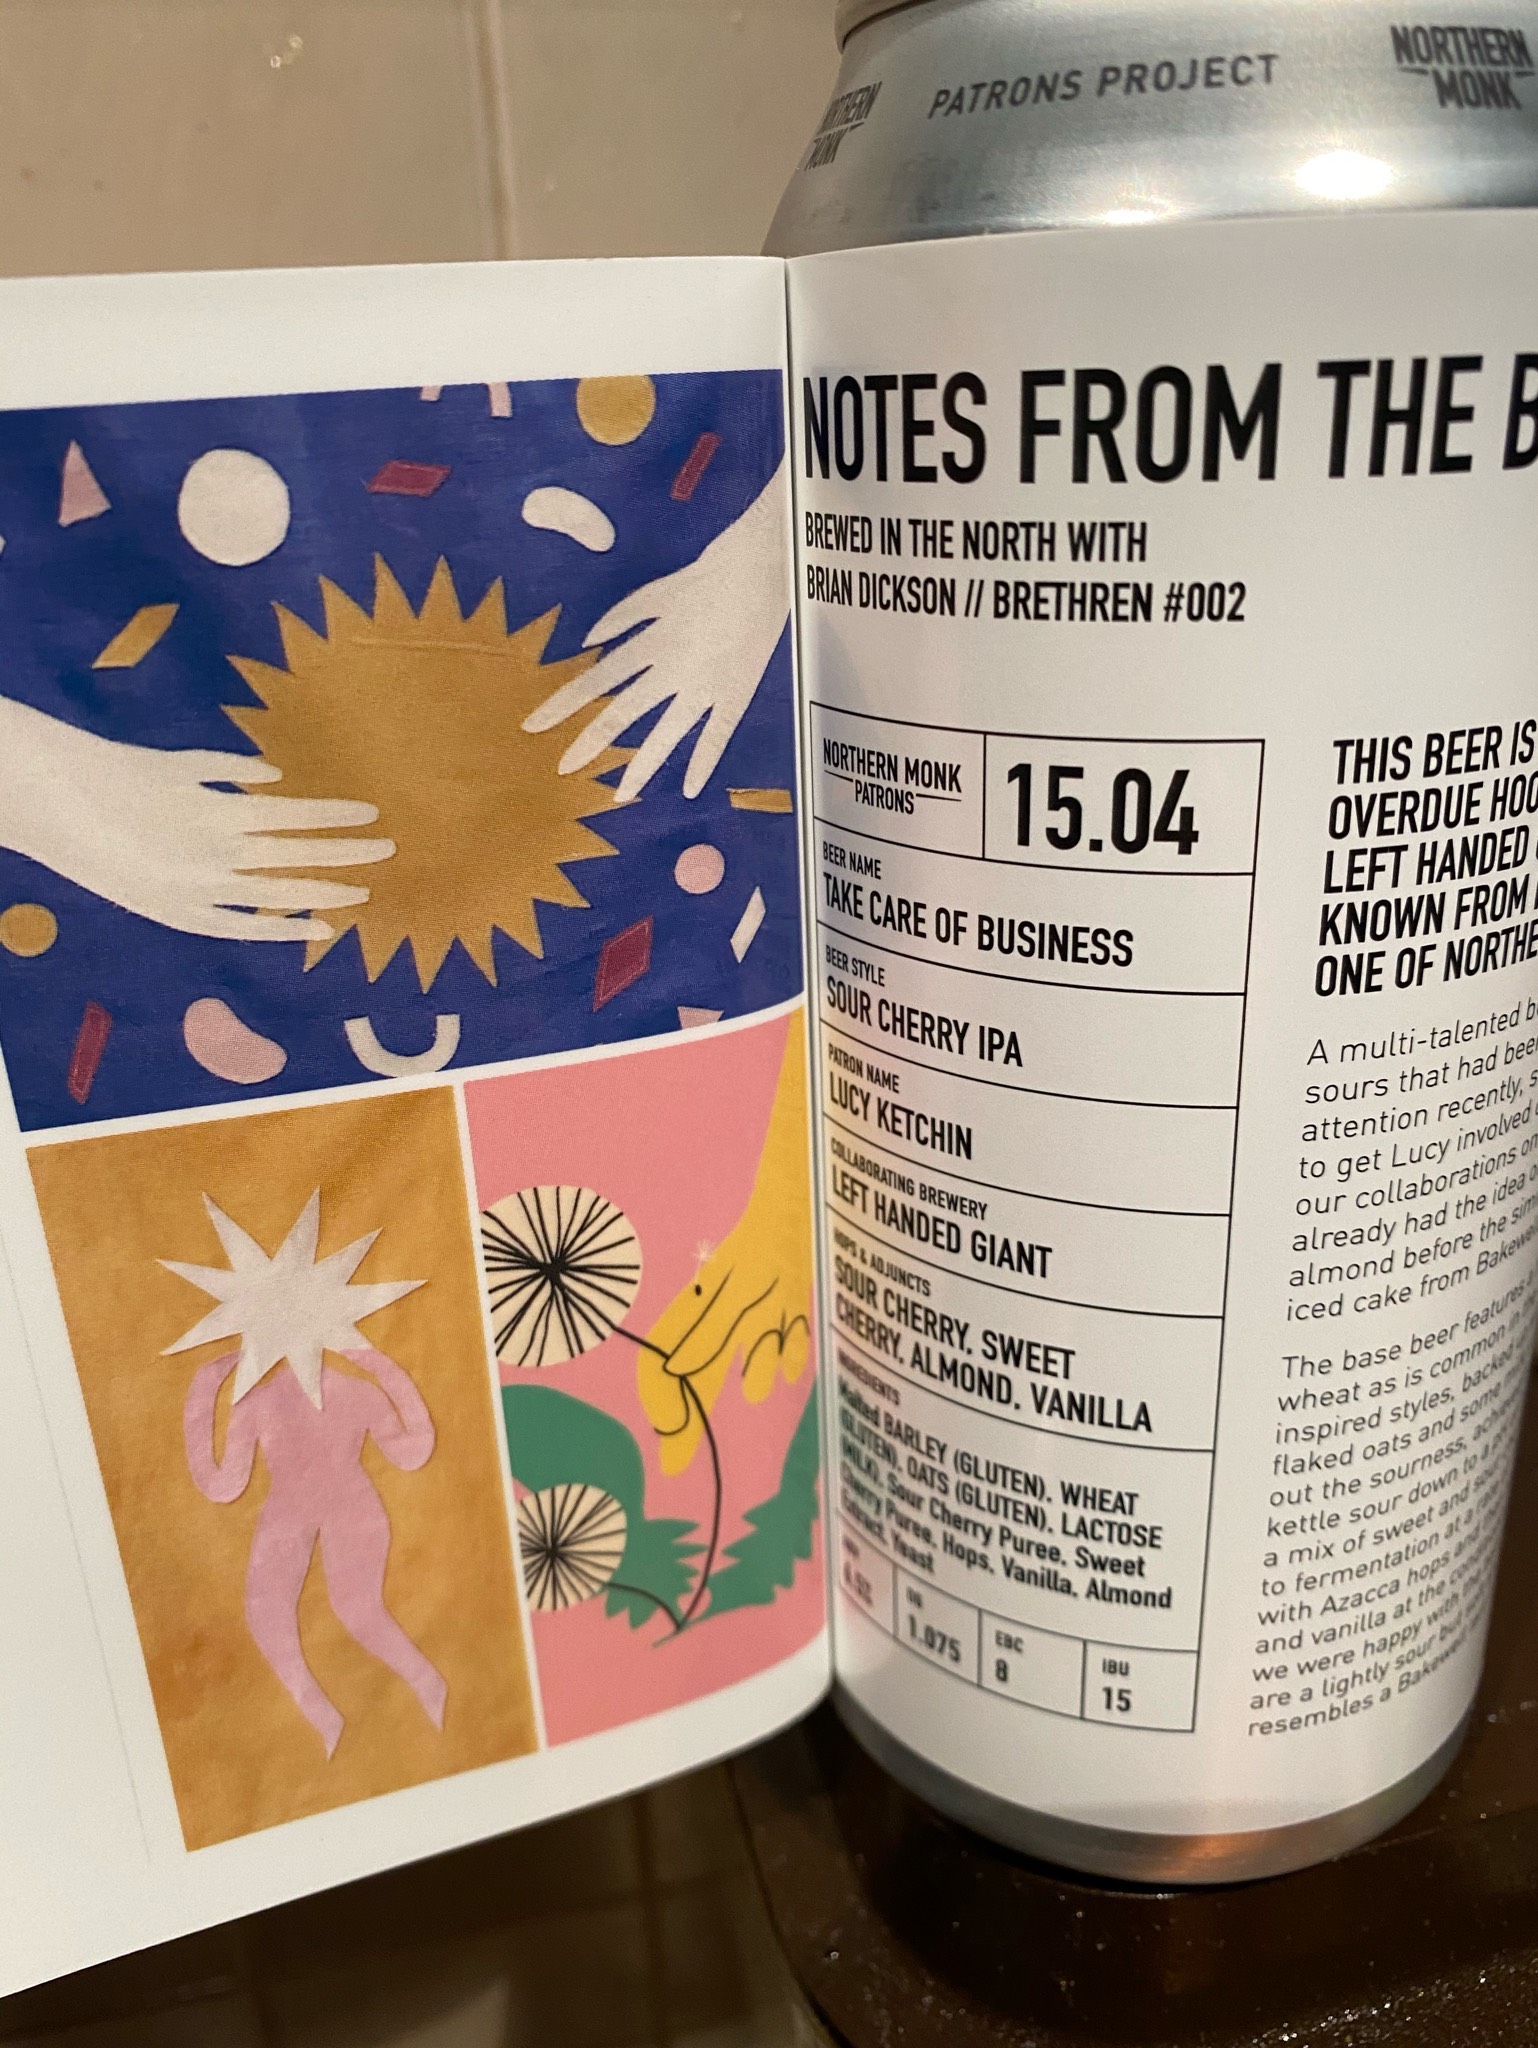 NORTHERN
MONK
PATRONS PROJECT
NORTHERN
MONK
NOTES FROM THE B
BREWED IN THE NORTH WITH
BRIAN DICKSON // BRETHREN #002
NORTHERN MONK
PATRONS
15.04
BEER NAME
TAKE CARE OF BUSINESS
BEER STYLE
SOUR CHERRY IPA
PATRON NAME
LUCY KETCHIN
COLLABORATING BREWERY
LEFT HANDED GIANT
HOPS & ADJUNCTS
SOUR CHERRY, SWEET
CHERRY, ALMOND, VANILLA
INGREDIENTS
Malted BARLEY (GLUTEN), WHEAT
(GLUTEN), OATS (GLUTEN), LACTOSE
(MILK), Sour Cherry Puree, Sweet
Cherry Puree, Hops, Vanilla, Almond
Extract, Yeast
OG
1.075
EBC
8
IBU
15
THIS BEER IS
OVERDUE
LEFT HANDED
KNOWN FROM
ONE OF
A multi-talented
sours that had been
attention recently,
to get Lucy involved
our collaborations on
already had the idea
almond before the
iced cake from
The base beer features
wheat as is common in
inspired styles, backed
flaked oats and some
out the sourness,
kettle sour down to a
a mix of sweet and
to fermentation at a
with Azacca hops and
and vanilla at the
we were happy with
are a lightly sour
resembles a